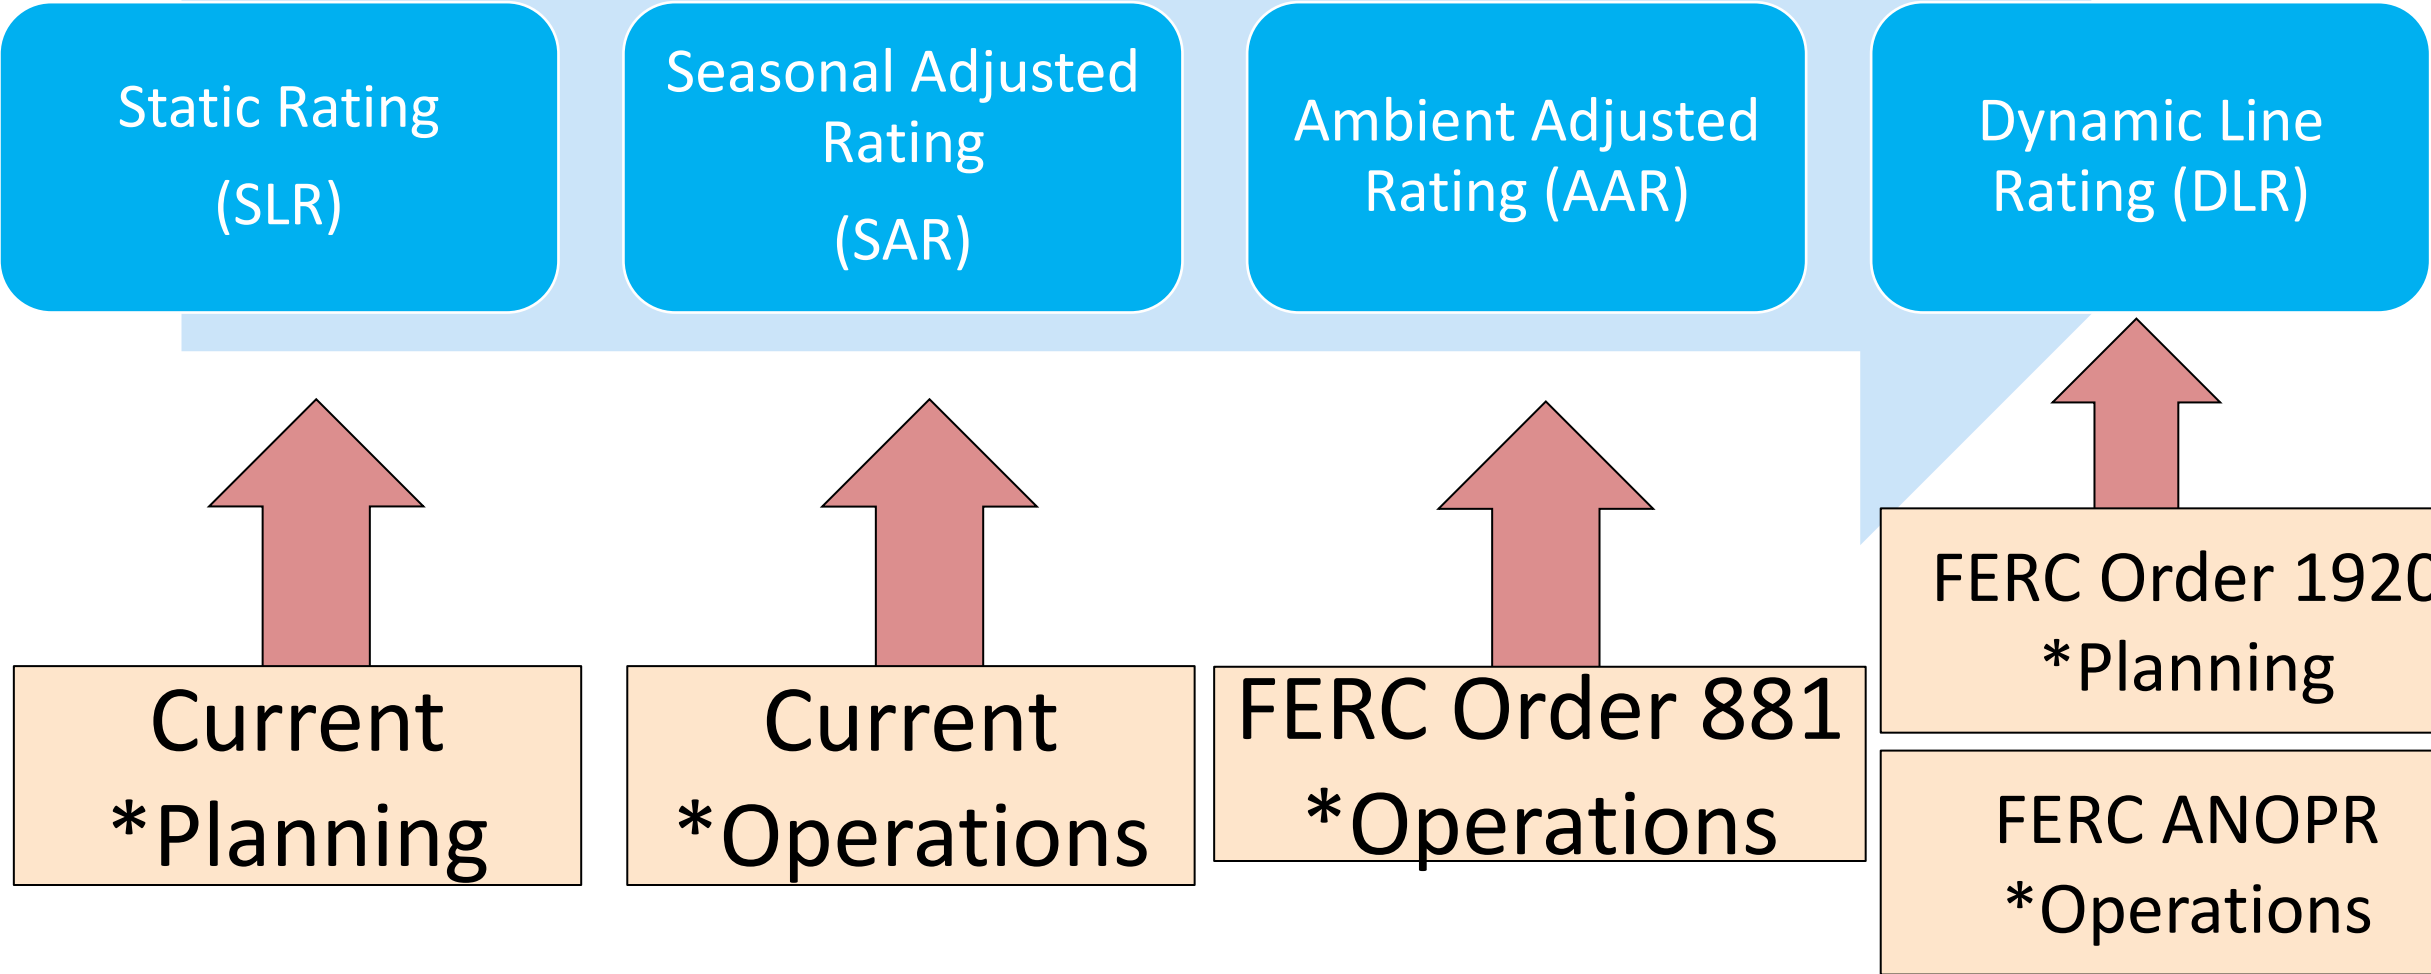 Static Rating
(SLR)
Seasonal Adjusted
Rating
(SAR)
Ambient Adjusted
Rating (AAR)
Dynamic Line
Rating (DLR)
Current
*Planning
Current
*Operations
FERC Order 881
*Operations
FERC Order 1920
*Planning
FERC ANOPR
*Operations